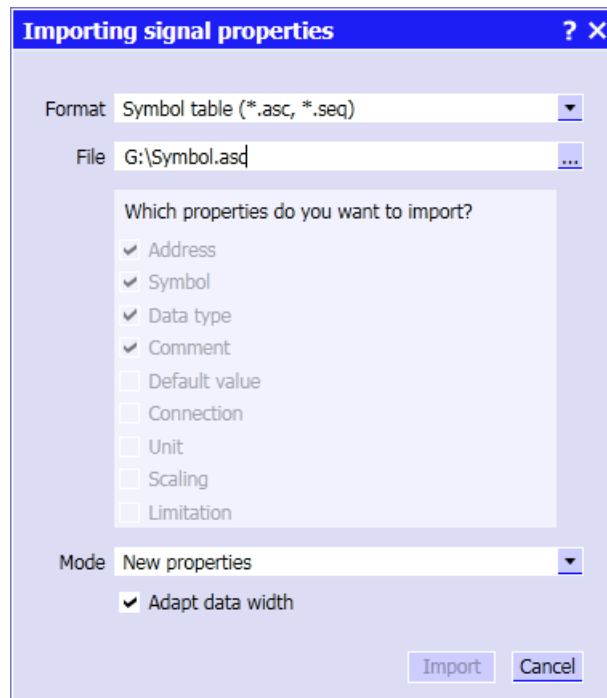 Importing signal properties ? ×
Format Symbol table (*.asc, *.seq)
File G:\Symbol.asc ...
Which properties do you want to import?
Address
Symbol
Data type
Comment
Default value
Connection
Unit
Scaling
Limitation
Mode New properties
Adapt data width
Import Cancel